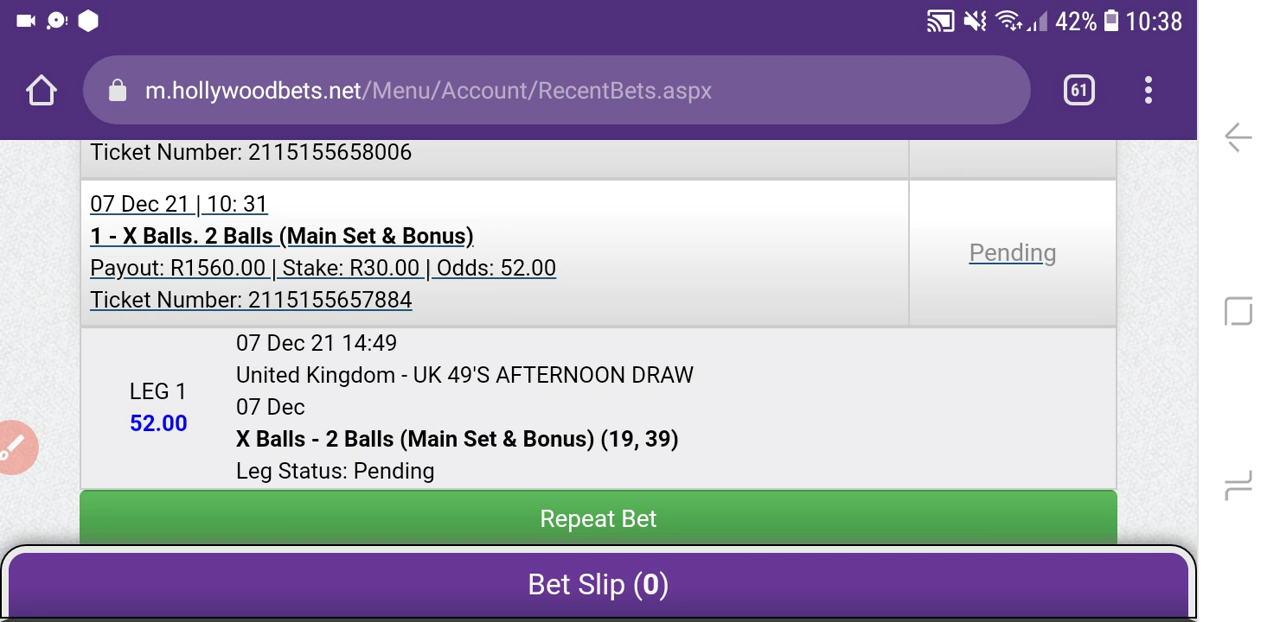 42% 10:38
m.hollywoodbets.net/Menu/Account/RecentBets.aspx
61
Ticket Number: 2115155658006
07 Dec 21 | 10: 31
1 - X Balls. 2 Balls (Main Set & Bonus)
Payout: R1560.00 | Stake: R30.00 | Odds: 52.00
Ticket Number: 2115155657884
Pending
LEG 1
52.00
07 Dec 21 14:49
United Kingdom - UK 49'S AFTERNOON DRAW
07 Dec
X Balls - 2 Balls (Main Set & Bonus) (19, 39)
Leg Status: Pending
Repeat Bet
Bet Slip (0)